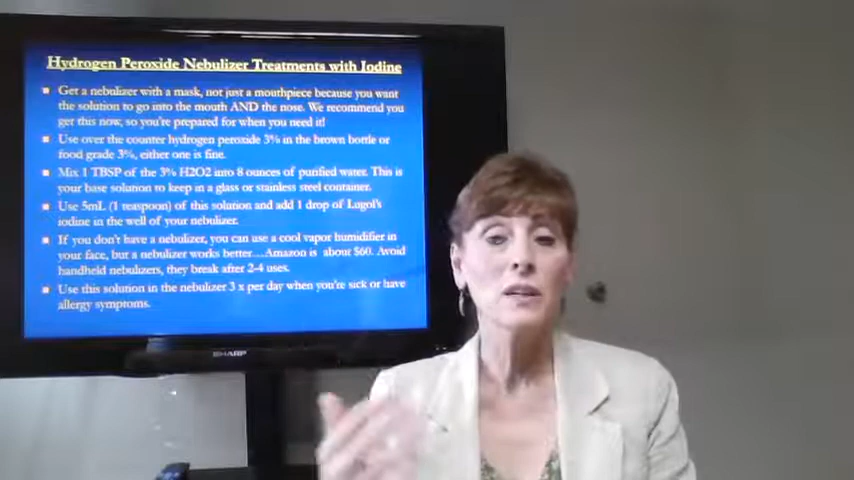 Hydrogen Peroxide Nebulizer Treatments with Iodine
Get a nebulizer with a mask, not just a mouthpiece because you want
the solution to go into the mouth AND the nose. We recommend you
get this now, so you're prepared for when you need it!
Use over the counter hydrogen peroxide 3% in the brown bottle or
food grade 3%, either one is fine.
Mix 1 TBSP of the 3% H2O2 into 8 ounces of purified water. This is
your base solution to keep in a glass or stainless steel container.
Use 5mL (1 teaspoon) of this solution and add 1 drop of Lugol's
iodine in the well of your nebulizer.
If you don't have a nebulizer, you can use a cool vapor humidifier in
your face, but a nebulizer works better....Amazon is about $60. Avoid
handheld nebulizers, they break after 2-4 uses.
Use this solution in the nebulizer 3 x per day when you're sick or have
allergy symptoms.
SHARP